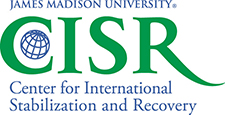 JAMES MADISON UNIVERSITY®
CISR
Center for International
Stabilization and Recovery